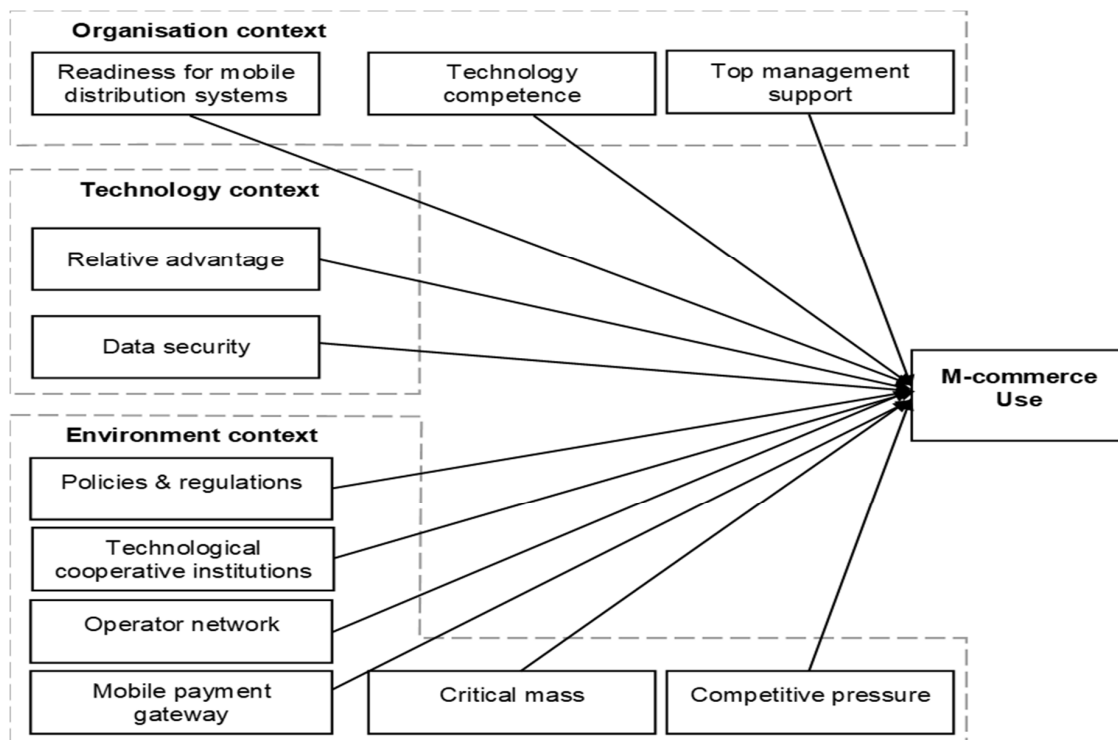 Organisation context
Readiness for mobile
distribution systems
Technology
competence
Top management
support
Technology context
Relative advantage
Data security
M-commerce
Use
Environment context
Policies & regulations
Technological
cooperative institutions
Operator network
Mobile payment
gateway
Critical mass
Competitive pressure